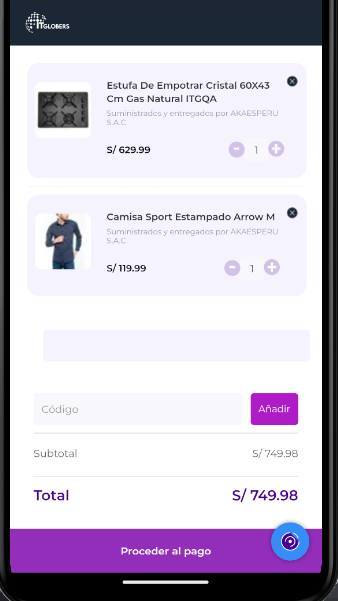 ITGLOBERS
Estufa De Empotrar Cristal 60X43
Cm Gas Natural ITGQA
Suministrados y entregados por AKAESPERU
S.A.C
S/ 629.99
- 1 +
Camisa Sport Estampado Arrow M
Suministrados y entregados por AKAESPERU
S.A.C
S/ 119.99
- 1 +
Código
Añadir
Subtotal S/ 749.98
Total S/ 749.98
Proceder al pago